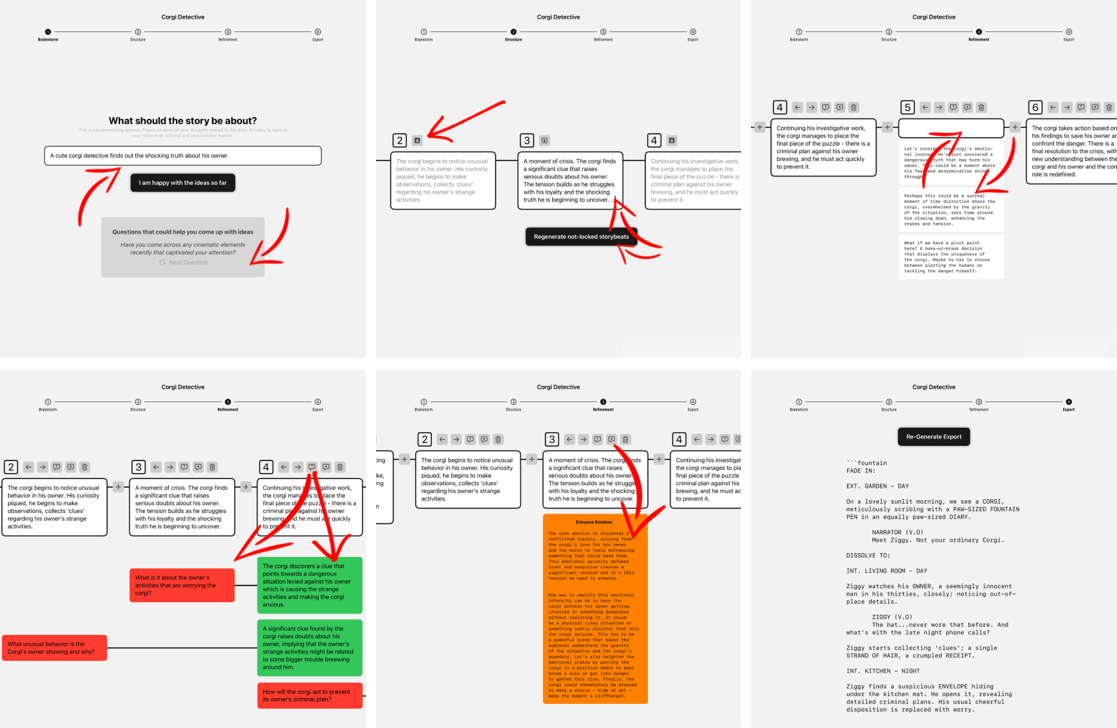 Corgi Detective
1
2
3
4
Brainstorm
Structure
Refinement
Export
What should the story be about?
This is a brainstorming session. Please jot down all your thoughts related to the story. It's okay to capture
your ideas in an informal and unstructured manner.
A cute corgi detective finds out the shocking truth about his owner
I am happy with the ideas so far
Questions that could help you come up with ideas
Have you come across any cinematic elements
recently that captivated your attention?
Next Question
Corgi Detective
1
2
3
4
Brainstorm
Structure
Refinement
Export
2
The corgi begins to notice unusual
behavior in his owner. His curiosity
piqued, he begins to make
observations, collects 'clues'
regarding his owner's strange
activities.
3
A moment of crisis. The corgi finds
a significant clue that raises
serious doubts about his owner.
The tension builds as he struggles
with his loyalty and the shocking
truth he is beginning to uncover.
4
Continuing his investigative work,
the corgi manages to place the
final piece of the puzzle - there is a
criminal plan against his owner
brewing, and he must act quickly
to prevent it.
Regenerate not-locked storybeats
Corgi Detective
1
2
3
4
Brainstorm
Structure
Refinement
Export
4
Continuing his investigative work,
the corgi manages to place the
final piece of the puzzle - there is a
criminal plan against his owner
brewing, and he must act quickly
to prevent it.
5
Let's consider the corgi's emotio-
nal journey. He's just uncovered a
dangerous truth that may harm his
owner. This could be a moment where
his fear and determination shine
through.
Perhaps this could be a surreal
moment of time distortion where the
corgi, overwhelmed by the gravity
of the situation, sees time around
him slowing down, enhancing the
stakes and tension.
What if we have a pivot point
here? A make-or-break decision
that displays the uniqueness of
the corgi. Maybe he has to choose
between alerting the humans or
tackling the danger himself.
6
The corgi takes action based on
his findings to save his owner and
confront the danger. There is a
final resolution to the crisis, with
new understanding between the
corgi and his owner and the corgi's
role is redefined.
Corgi Detective
1
2
3
4
Brainstorm
Structure
Refinement
Export
2
The corgi begins to notice unusual
behavior in his owner. His curiosity
piqued, he begins to make
observations, collects 'clues'
regarding his owner's strange
activities.
3
A moment of crisis. The corgi finds
a significant clue that raises
serious doubts about his owner.
The tension builds as he struggles
with his loyalty and the shocking
truth he is beginning to uncover.
4
Continuing his investigative work,
the corgi manages to place the
final piece of the puzzle - there is a
criminal plan against his owner
brewing, and he must act quickly
to prevent it.
What is it about the owner's
activities that are worrying the
corgi?
The corgi discovers a clue that
points towards a dangerous
situation levied against his owner
which is causing the strange
activities and making the corgi
anxious.
What unusual behavior is the
Corgi's owner showing and why?
A significant clue found by the
corgi raises doubts about his
owner, implying that the owner's
strange activities might be related
to some bigger trouble breewing
around him.
How will the corgi act to prevent
its owner's criminal plan?
Corgi Detective
1
2
3
4
Brainstorm
Structure
Refinement
Export
2
The corgi begins to notice unusual
behavior in his owner. His curiosity
piqued, he begins to make
observations, collects 'clues'
regarding his owner's strange
activities.
3
A moment of crisis. The corgi finds
a significant clue that raises
serious doubts about his owner.
The tension builds as he struggles
with his loyalty and the shocking
truth he is beginning to uncover.
4
Continuing his investigative work,
the corgi manages to place the
final piece of the puzzle - there is a
criminal plan against his owner
brewing, and he must act quickly
to prevent it.
Enhance Emotion
The core emotion in storybeat 3 is
conflicted loyalty, arising from
the corgi's love for his owner
and the worry he feels witnessing
something that could harm them.
This emotional priority between
trust and suspicion creates a
significant tension and it's this
tension we need to enhance.
One way to amplify this emotional
intensity can be to have the
corgi witness his owner getting
involved in something dangerous
without realizing it. It could
be a physical risky situation or
something subtly sinister that only
the corgi notices. This has to be
a powerful scene that makes the
audience understand the gravity
of the situation and the corgi's
quandary. Let's also heighten the
emotional stakes by putting the
corgi in a position where he must
break a rule or get into danger
to gather this clue. Finally, the
corgi could immediately be pressed
to make a choice - hide or act -
make the moment a cliffhanger.
Corgi Detective
1
2
3
4
Brainstorm
Structure
Refinement
Export
Re-Generate Export
```fountain
FADE IN:
EXT. GARDEN – DAY
On a lovely sunlit morning, we see a CORGI,
meticulously scribing with a PAW-SIZED FOUNTAIN
PEN in an equally paw-sized DIARY.
NARRATOR (V.O)
Meet Ziggy. Not your ordinary Corgi.
DISSOLVE TO:
INT. LIVING ROOM – DAY
Ziggy watches his OWNER, a seemingly innocent
man in his thirties, closely; noticing out-of-
place details.
ZIGGY (V.O)
The hat...never wore that before. And
what's with the late night phone calls?
Ziggy starts collecting 'clues'; a single
STRAND OF HAIR, a crumpled RECEIPT.
INT. KITCHEN – NIGHT
Ziggy finds a suspicious ENVELOPE hiding
under the kitchen mat. He opens it, revealing
detailed criminal plans. His usual cheerful
disposition is replaced with worry.